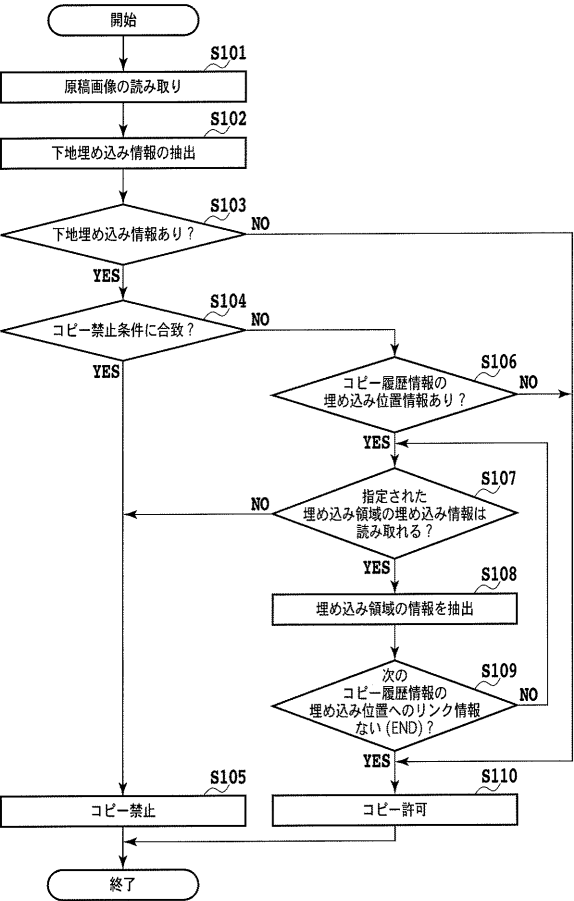 開始
S101
原稿画像の読み取り
S102
下地埋め込み情報の抽出
S103
下地埋め込み情報あり?
NO
YES
S104
コピー禁止条件に合致?
NO
YES
S106
コピー履歴情報の
埋め込み位置情報あり?
NO
YES
S107
指定された
埋め込み領域の埋め込み情報は
読み取れる?
NO
YES
S108
埋め込み領域の情報を抽出
S109
次の
コピー履歴情報の
埋め込み位置へのリンク情報
ない(END)?
NO
YES
S105
コピー禁止
S110
コピー許可
終了